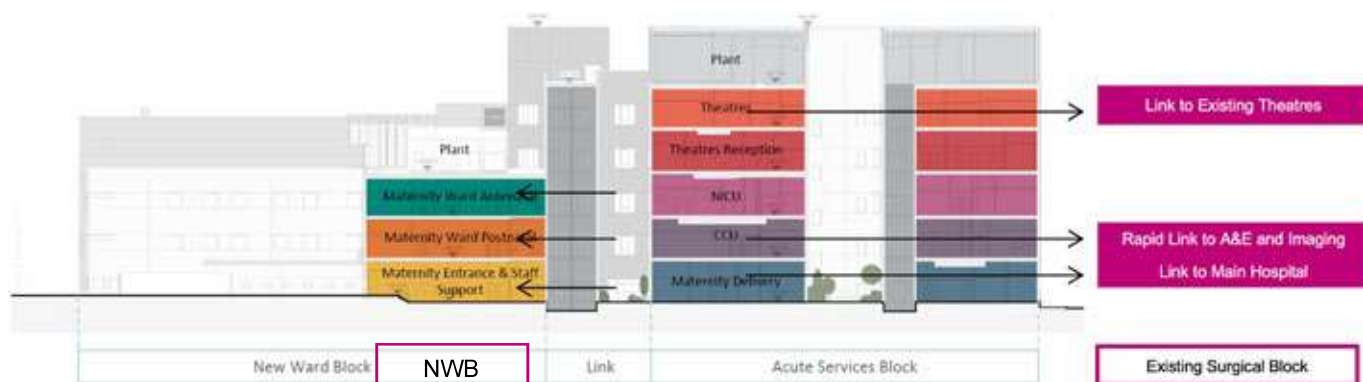 Plant
Theatres
Link to Existing Theatres
Plant
Theatres Reception
Maternity Ward Antenatal
NICU
Maternity Ward Postnatal
CCU
Rapid Link to A&E and Imaging
Maternity Entrance & Staff
Support
Maternity Delivery
Link to Main Hospital
New Ward Block
NWB
Link
Acute Services Block
Existing Surgical Block